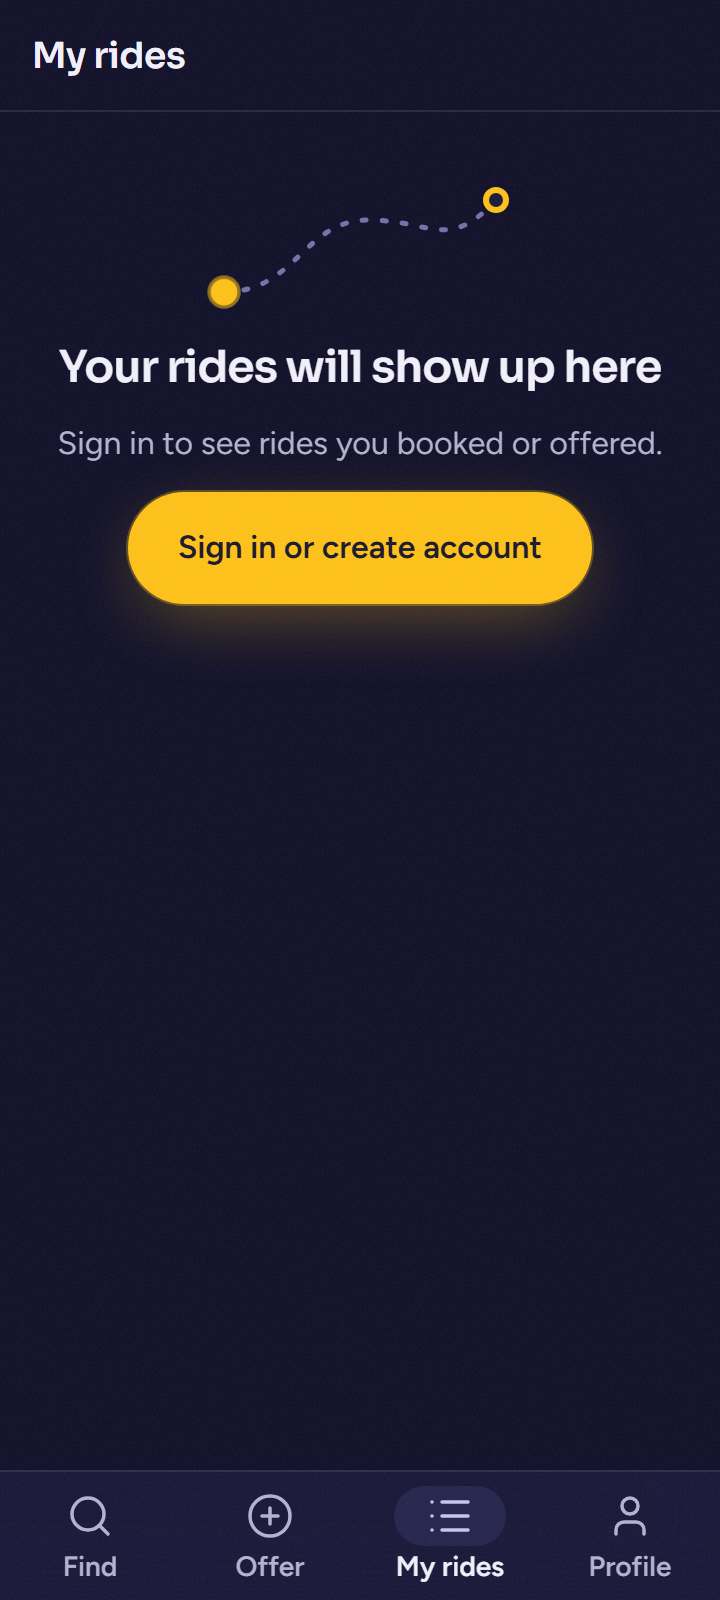 My rides
Your rides will show up here
Sign in to see rides you booked or offered.
Sign in or create account
Find
Offer
My rides
Profile